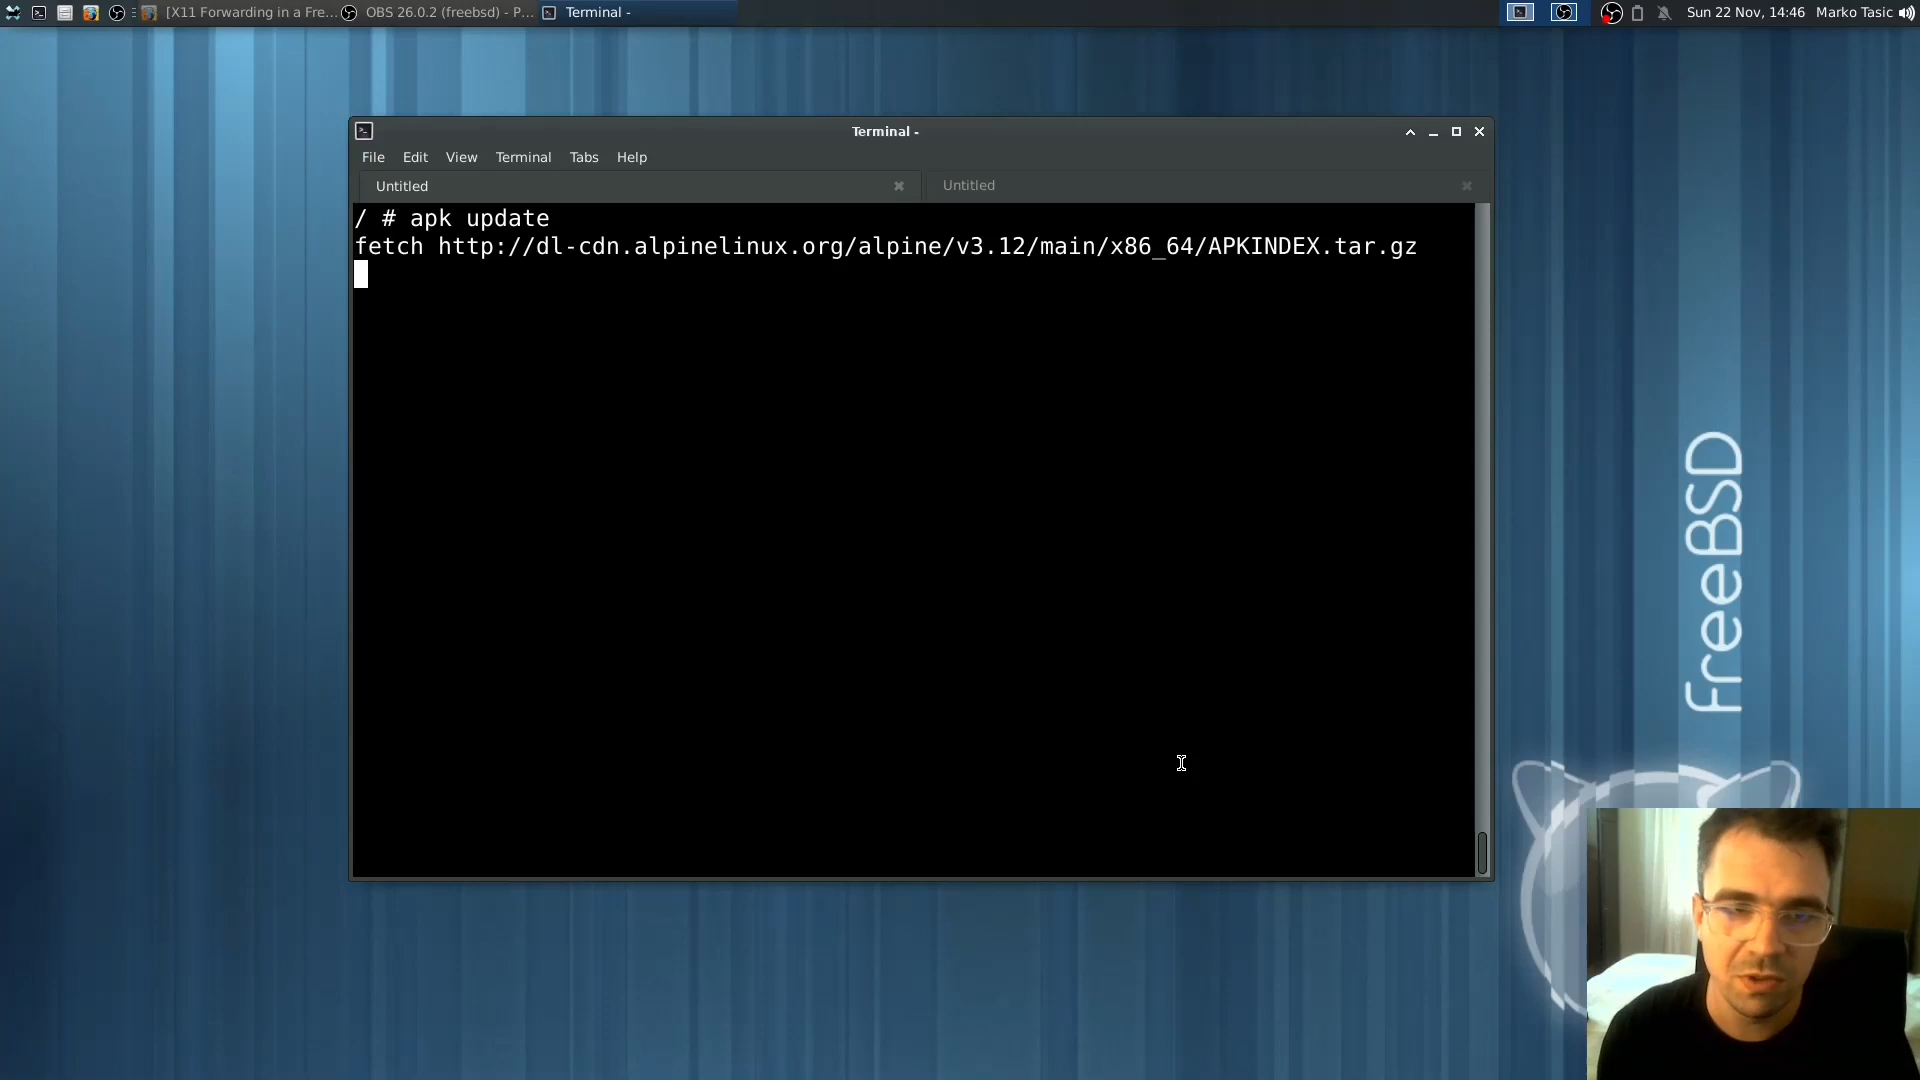 [X11 Forwarding in a Fre...
OBS 26.0.2 (freebsd) - P...
Terminal -
Sun 22 Nov, 14:46
Marko Tasic
Terminal -
File Edit View Terminal Tabs Help
Untitled
Untitled
/ # apk update
fetch http://dl-cdn.alpinelinux.org/alpine/v3.12/main/x86_64/APKINDEX.tar.gz
freeBSD